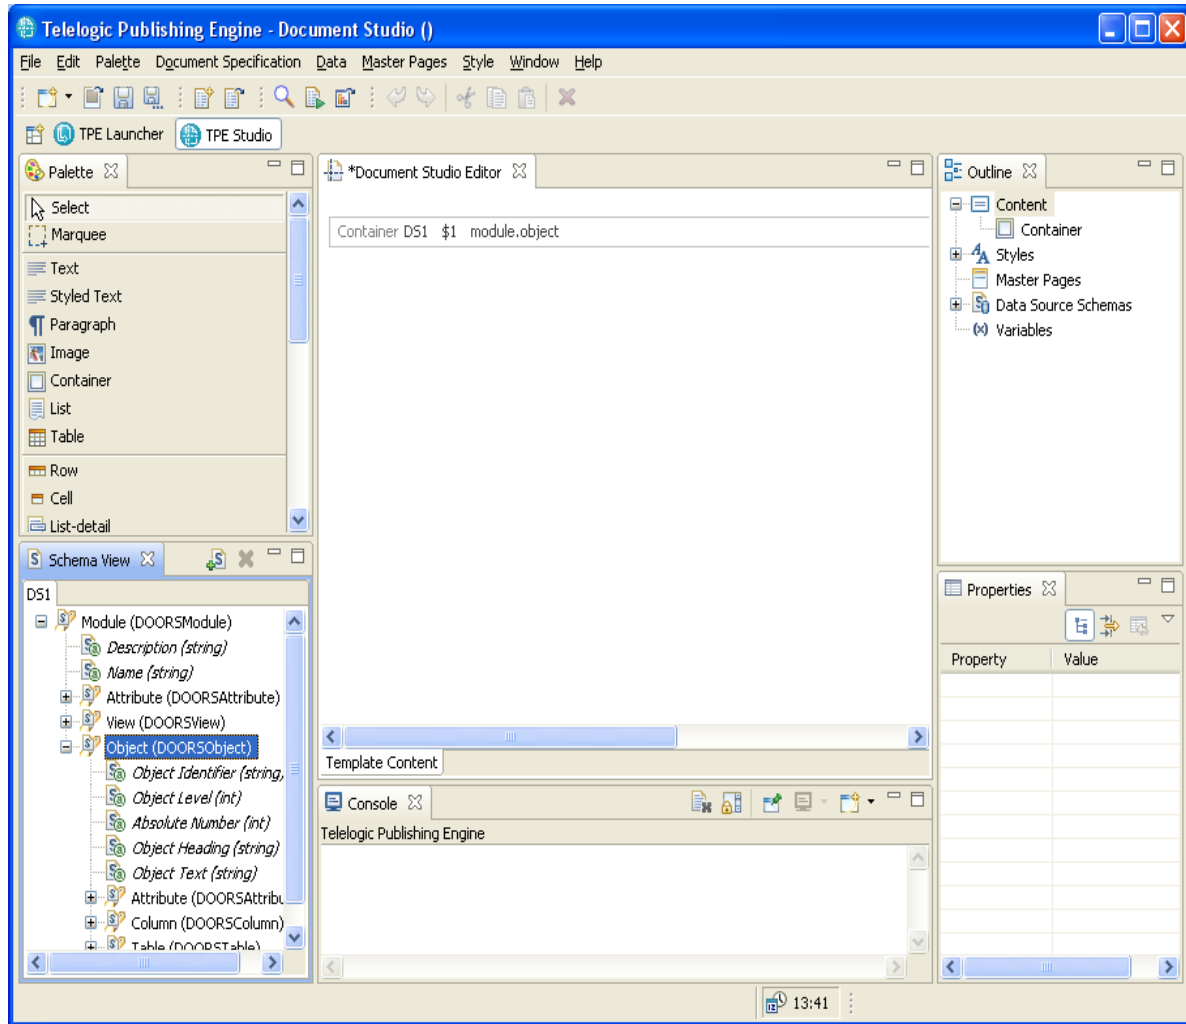 Telelogic Publishing Engine - Document Studio ()
File Edit Palette Document Specification Data Master Pages Style Window Help
TPE Launcher TPE Studio
Palette
Select
Marquee
Text
Styled Text
Paragraph
Image
Container
List
Table
Row
Cell
List-detail
*Document Studio Editor
Container DS1 $1 module.object
Template Content
Outline
Content
Container
Styles
Master Pages
Data Source Schemas
(x) Variables
Schema View
DS1
Module (DOORSModule)
Description (string)
Name (string)
Attribute (DOORSAttribute)
View (DOORSView)
Object (DOORSObject)
Object Identifier (string,
Object Level (int)
Absolute Number (int)
Object Heading (string)
Object Text (string)
Attribute (DOORSAttribu
Column (DOORSColumn)
Table (DOORSTable)
Console
Telelogic Publishing Engine
Properties
Property Value
13:41